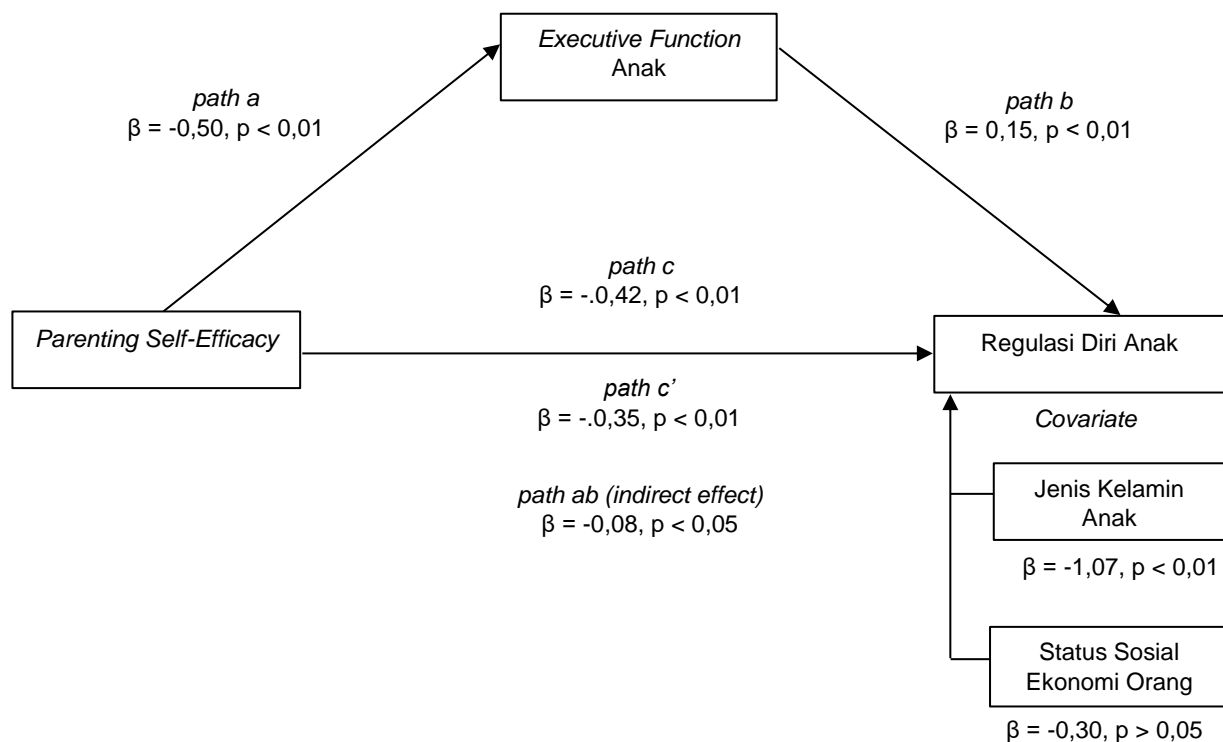 Executive Function
Anak
path a
β = -0,50, p < 0,01
path b
β = 0,15, p < 0,01
path c
β = -.0,42, p < 0,01
Parenting Self-Efficacy
Regulasi Diri Anak
path c’
β = -.0,35, p < 0,01
Covariate
path ab (indirect effect)
β = -0,08, p < 0,05
Jenis Kelamin
Anak
β = -1,07, p < 0,01
Status Sosial
Ekonomi Orang
β = -0,30, p > 0,05